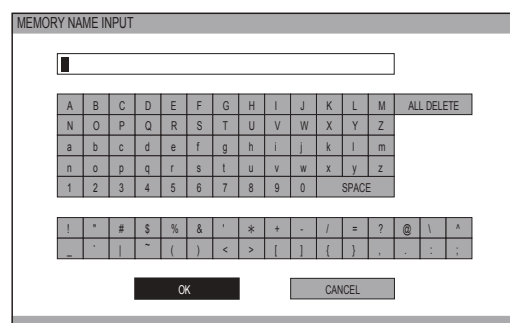 MEMORY NAME INPUT
A B C D E F G H I J K L M ALL DELETE
N O P Q R S T U V W X Y Z
a b c d e f g h i j k l m
n o p q r s t u v w x y z
1 2 3 4 5 6 7 8 9 0 SPACE
! " # $ % & ' * + - / = ? @ \ ^
_ ` | ~ ( ) < > [ ] { } , . : ;
OK CANCEL